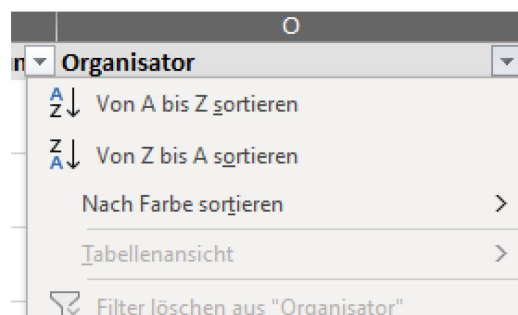 O
Organisator
Von A bis Z sortieren
Von Z bis A sortieren
Nach Farbe sortieren
Tabellenansicht
Filter löschen aus "Organisator"